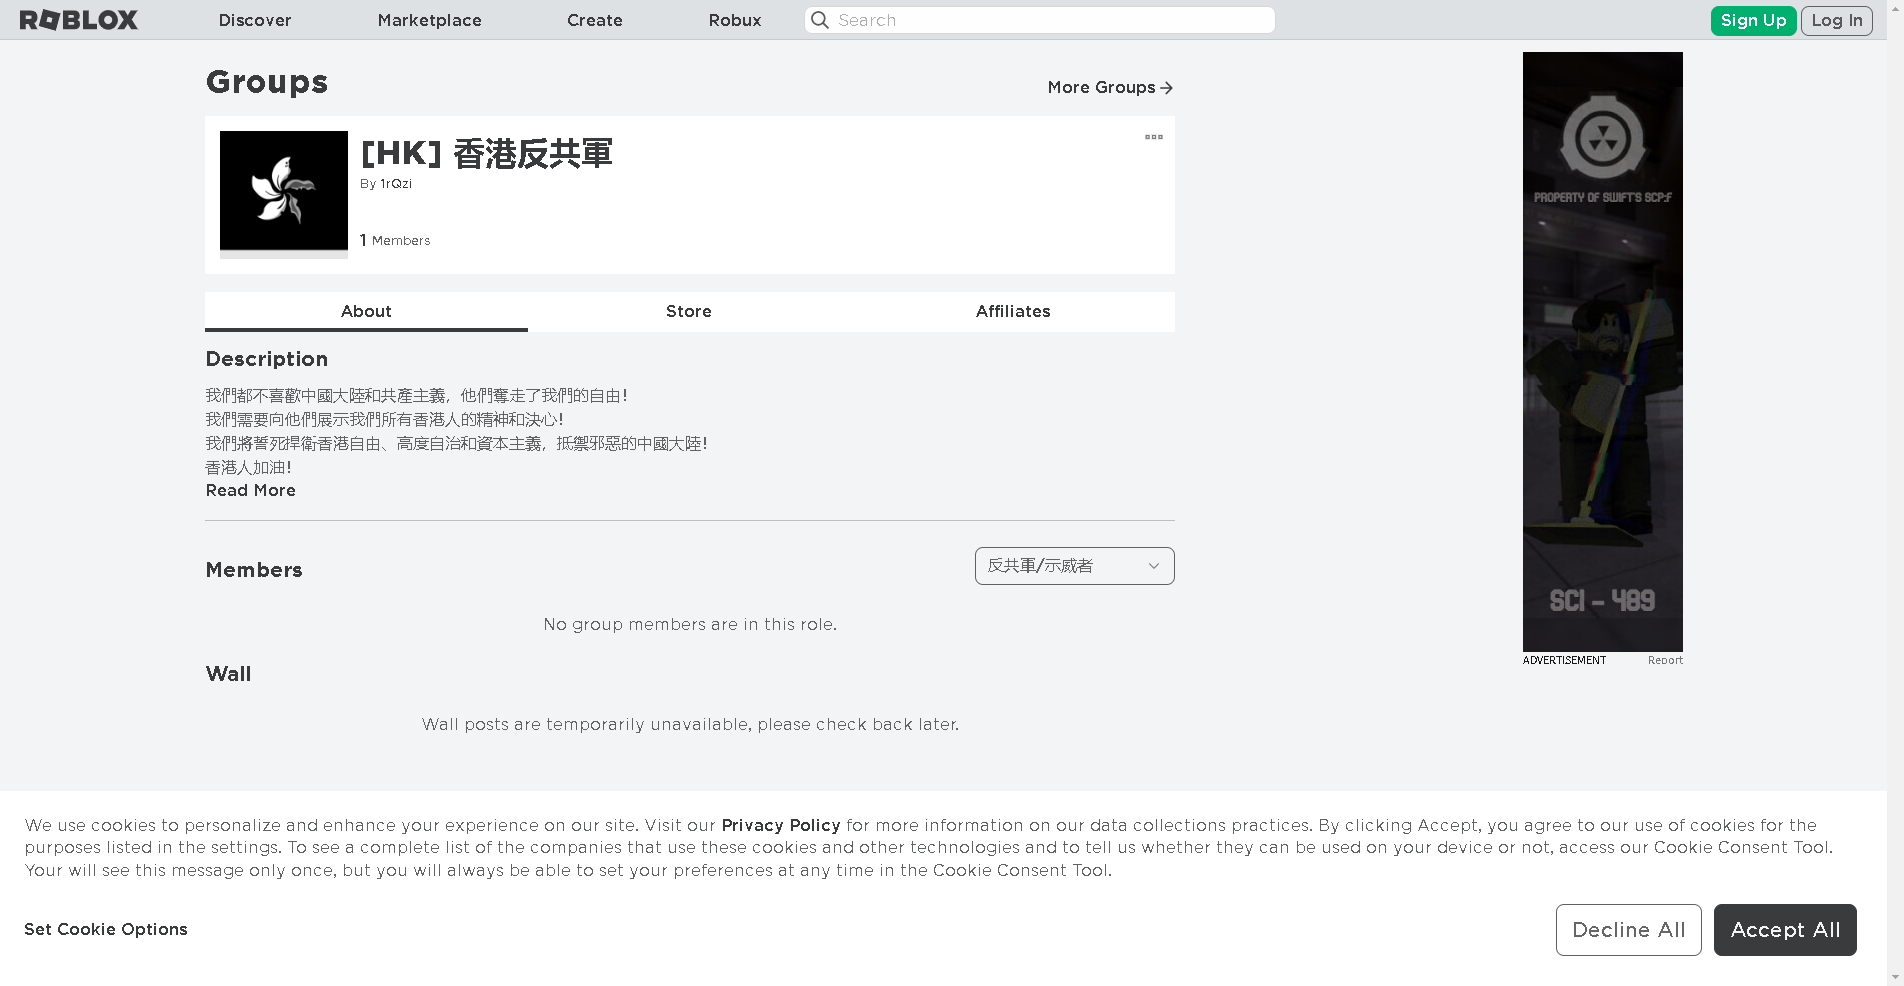 ROBLOX
Discover
Marketplace
Create
Robux
Search
Sign Up
Log In
Groups
More Groups
[HK] 香港反共軍
By 1rQzi
1 Members
About
Store
Affiliates
Description
我們都不喜歡中國大陸和共產主義，他們奪走了我們的自由！
我們需要向他們展示我們所有香港人的精神和決心！
我們將誓死捍衛香港自由、高度自治和資本主義，抵禦邪惡的中國大陸！
香港人加油！
Read More
Members
反共軍/示威者
No group members are in this role.
Wall
Wall posts are temporarily unavailable, please check back later.
PROPERTY OF SWIFT'S SCP:F
SCI - 489
ADVERTISEMENT
Report
We use cookies to personalize and enhance your experience on our site. Visit our Privacy Policy for more information on our data collections practices. By clicking Accept, you agree to our use of cookies for the
purposes listed in the settings. To see a complete list of the companies that use these cookies and other technologies and to tell us whether they can be used on your device or not, access our Cookie Consent Tool.
Your will see this message only once, but you will always be able to set your preferences at any time in the Cookie Consent Tool.
Set Cookie Options
Decline All
Accept All